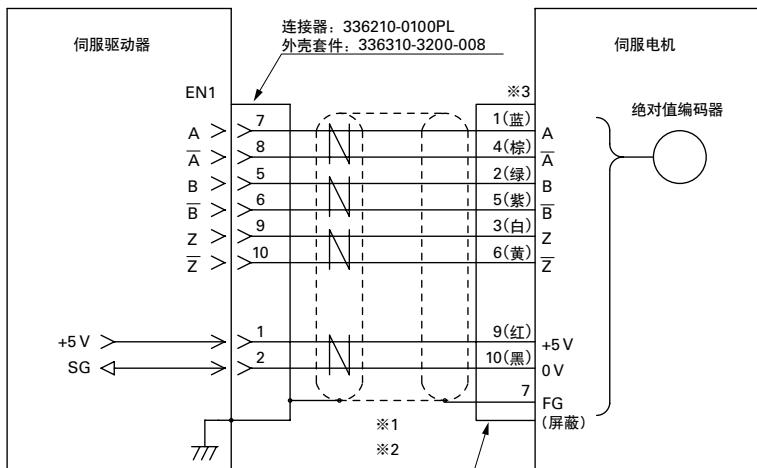 连接器：336210-0100PL
外壳套件：336310-3200-008
伺服驱动器
伺服电机
EN1
※3
绝对值编码器
A 7 1(蓝) A
A̅ 8 4(棕) A̅
B 5 2(绿) B
B̅ 6 5(紫) B̅
Z 9 3(白) Z
Z̅ 10 6(黄) Z̅
+5V 1 9(红) +5V
SG 2 10(黑) 0V
7 FG
(屏蔽)
※1
※2